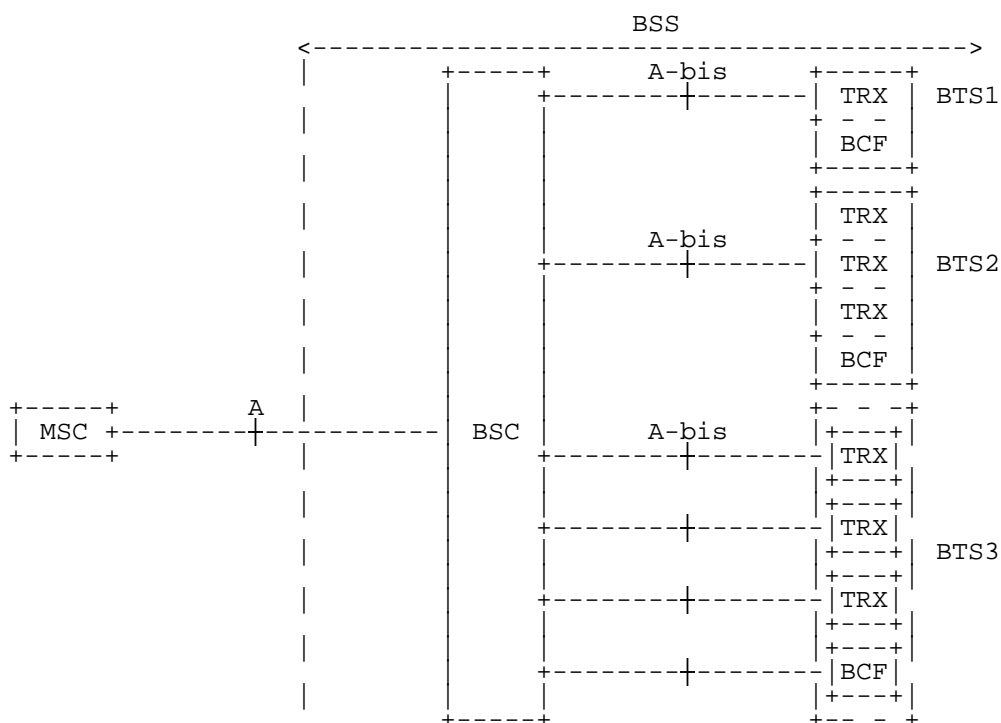 BSS
A-bis
TRX BTS1
BCF
TRX
A-bis
TRX BTS2
TRX
BCF
A
MSC BSC A-bis
TRX
TRX
BTS3
TRX
BCF